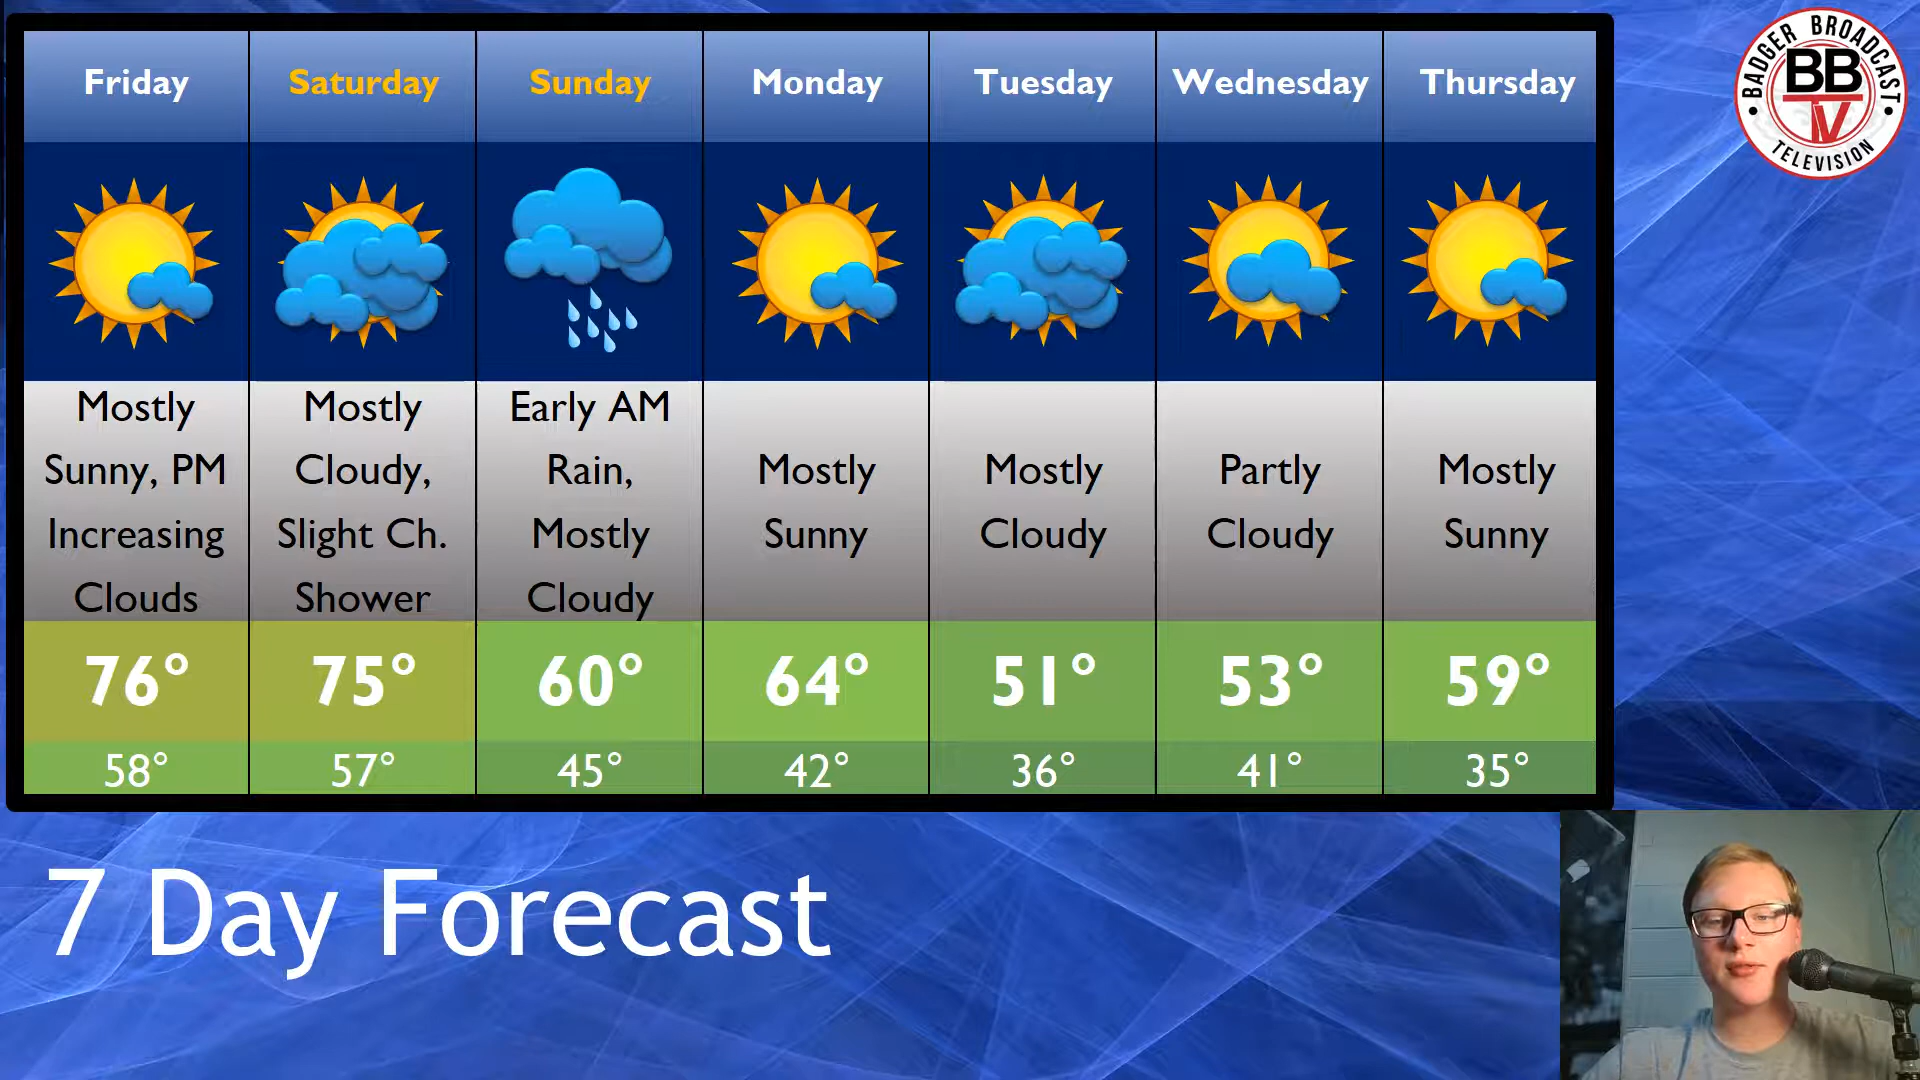 Friday
Saturday
Sunday
Monday
Tuesday
Wednesday
Thursday
Mostly
Sunny, PM
Increasing
Clouds
Mostly
Cloudy,
Slight Ch.
Shower
Early AM
Rain,
Mostly
Cloudy
Mostly
Sunny
Mostly
Cloudy
Partly
Cloudy
Mostly
Sunny
76°
75°
60°
64°
51°
53°
59°
58°
57°
45°
42°
36°
41°
35°
7 Day Forecast
BADGER BROADCAST
BB
TV
TELEVISION